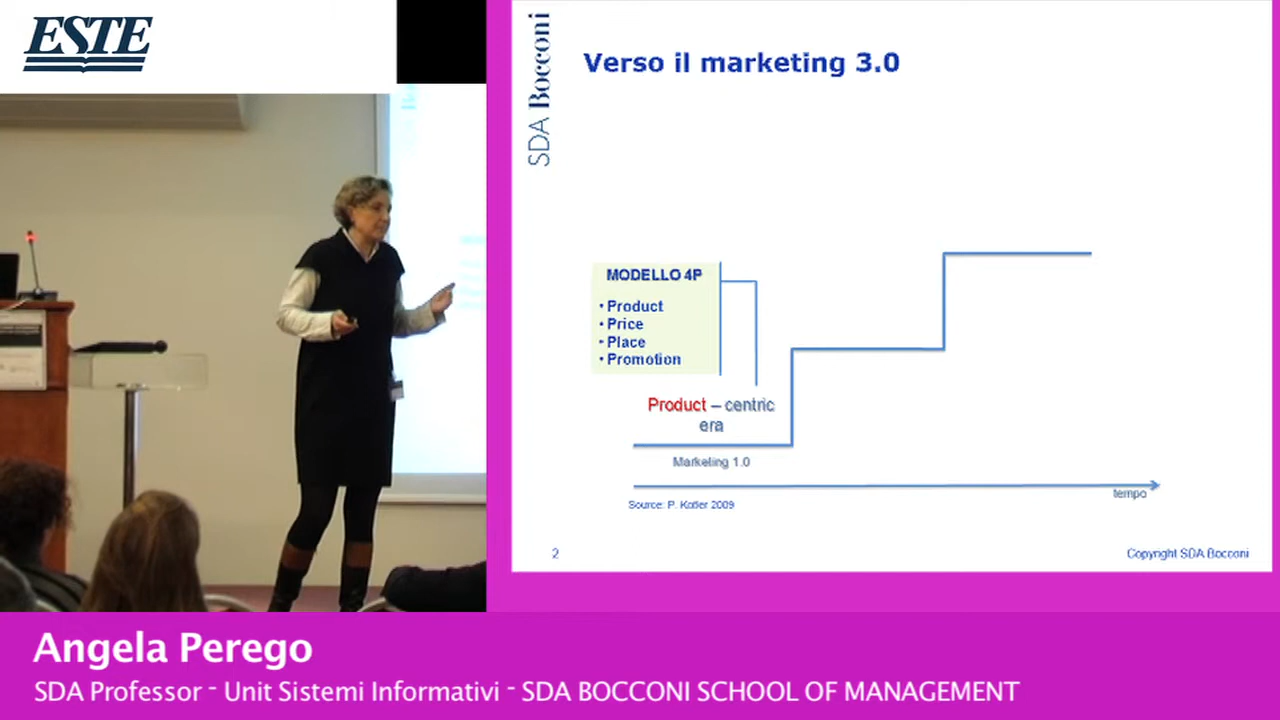 ESTE
SDA Bocconi
Verso il marketing 3.0
MODELLO 4P
• Product
• Price
• Place
• Promotion
Product – centric
era
Marketing 1.0
tempo
Source: P. Kotler 2009
2
Copyright SDA Bocconi
Angela Perego
SDA Professor - Unit Sistemi Informativi - SDA BOCCONI SCHOOL OF MANAGEMENT